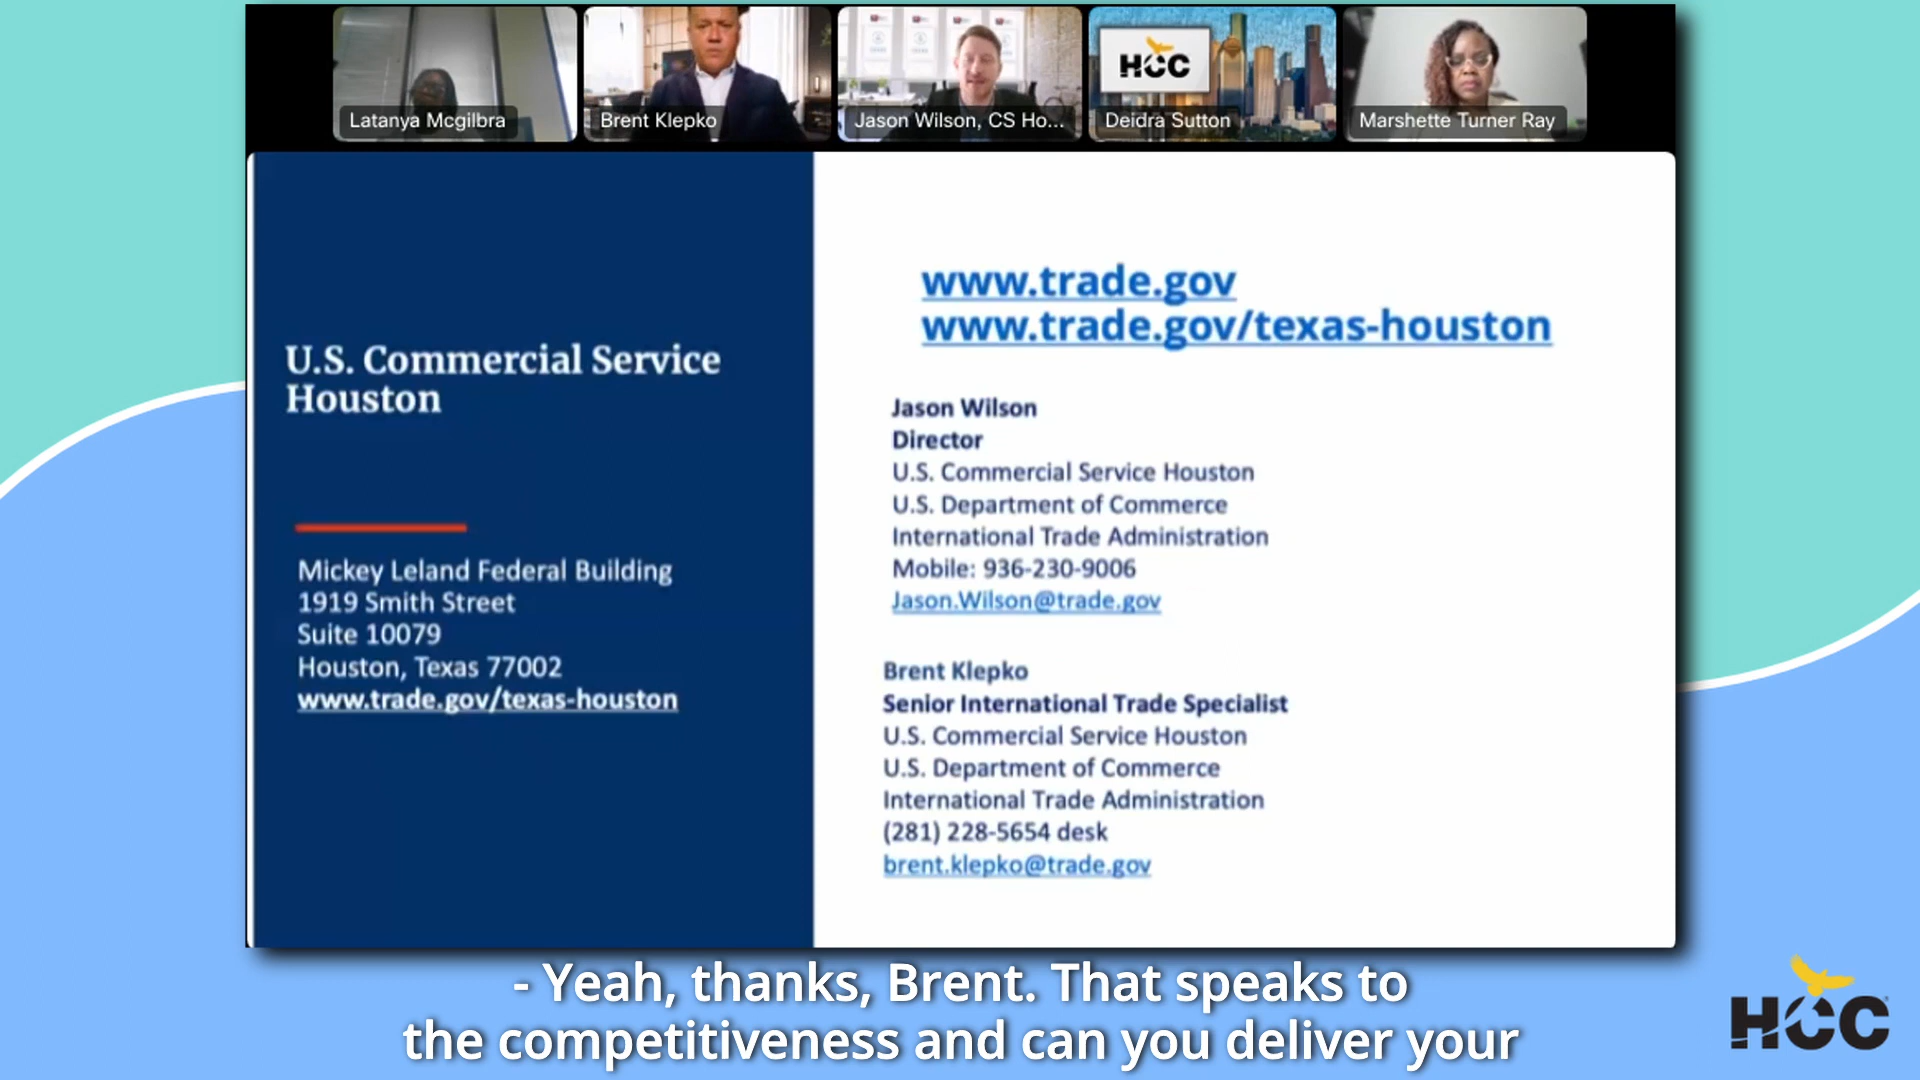 Latanya Mcgilbra
Brent Klepko
Jason Wilson, CS Ho...
HCC
Deidra Sutton
Marshette Turner Ray
U.S. Commercial Service
Houston
Mickey Leland Federal Building
1919 Smith Street
Suite 10079
Houston, Texas 77002
www.trade.gov/texas-houston
www.trade.gov
www.trade.gov/texas-houston
Jason Wilson
Director
U.S. Commercial Service Houston
U.S. Department of Commerce
International Trade Administration
Mobile: 936-230-9006
Jason.Wilson@trade.gov
Brent Klepko
Senior International Trade Specialist
U.S. Commercial Service Houston
U.S. Department of Commerce
International Trade Administration
(281) 228-5654 desk
brent.klepko@trade.gov
- Yeah, thanks, Brent. That speaks to
the competitiveness and can you deliver your
HCC